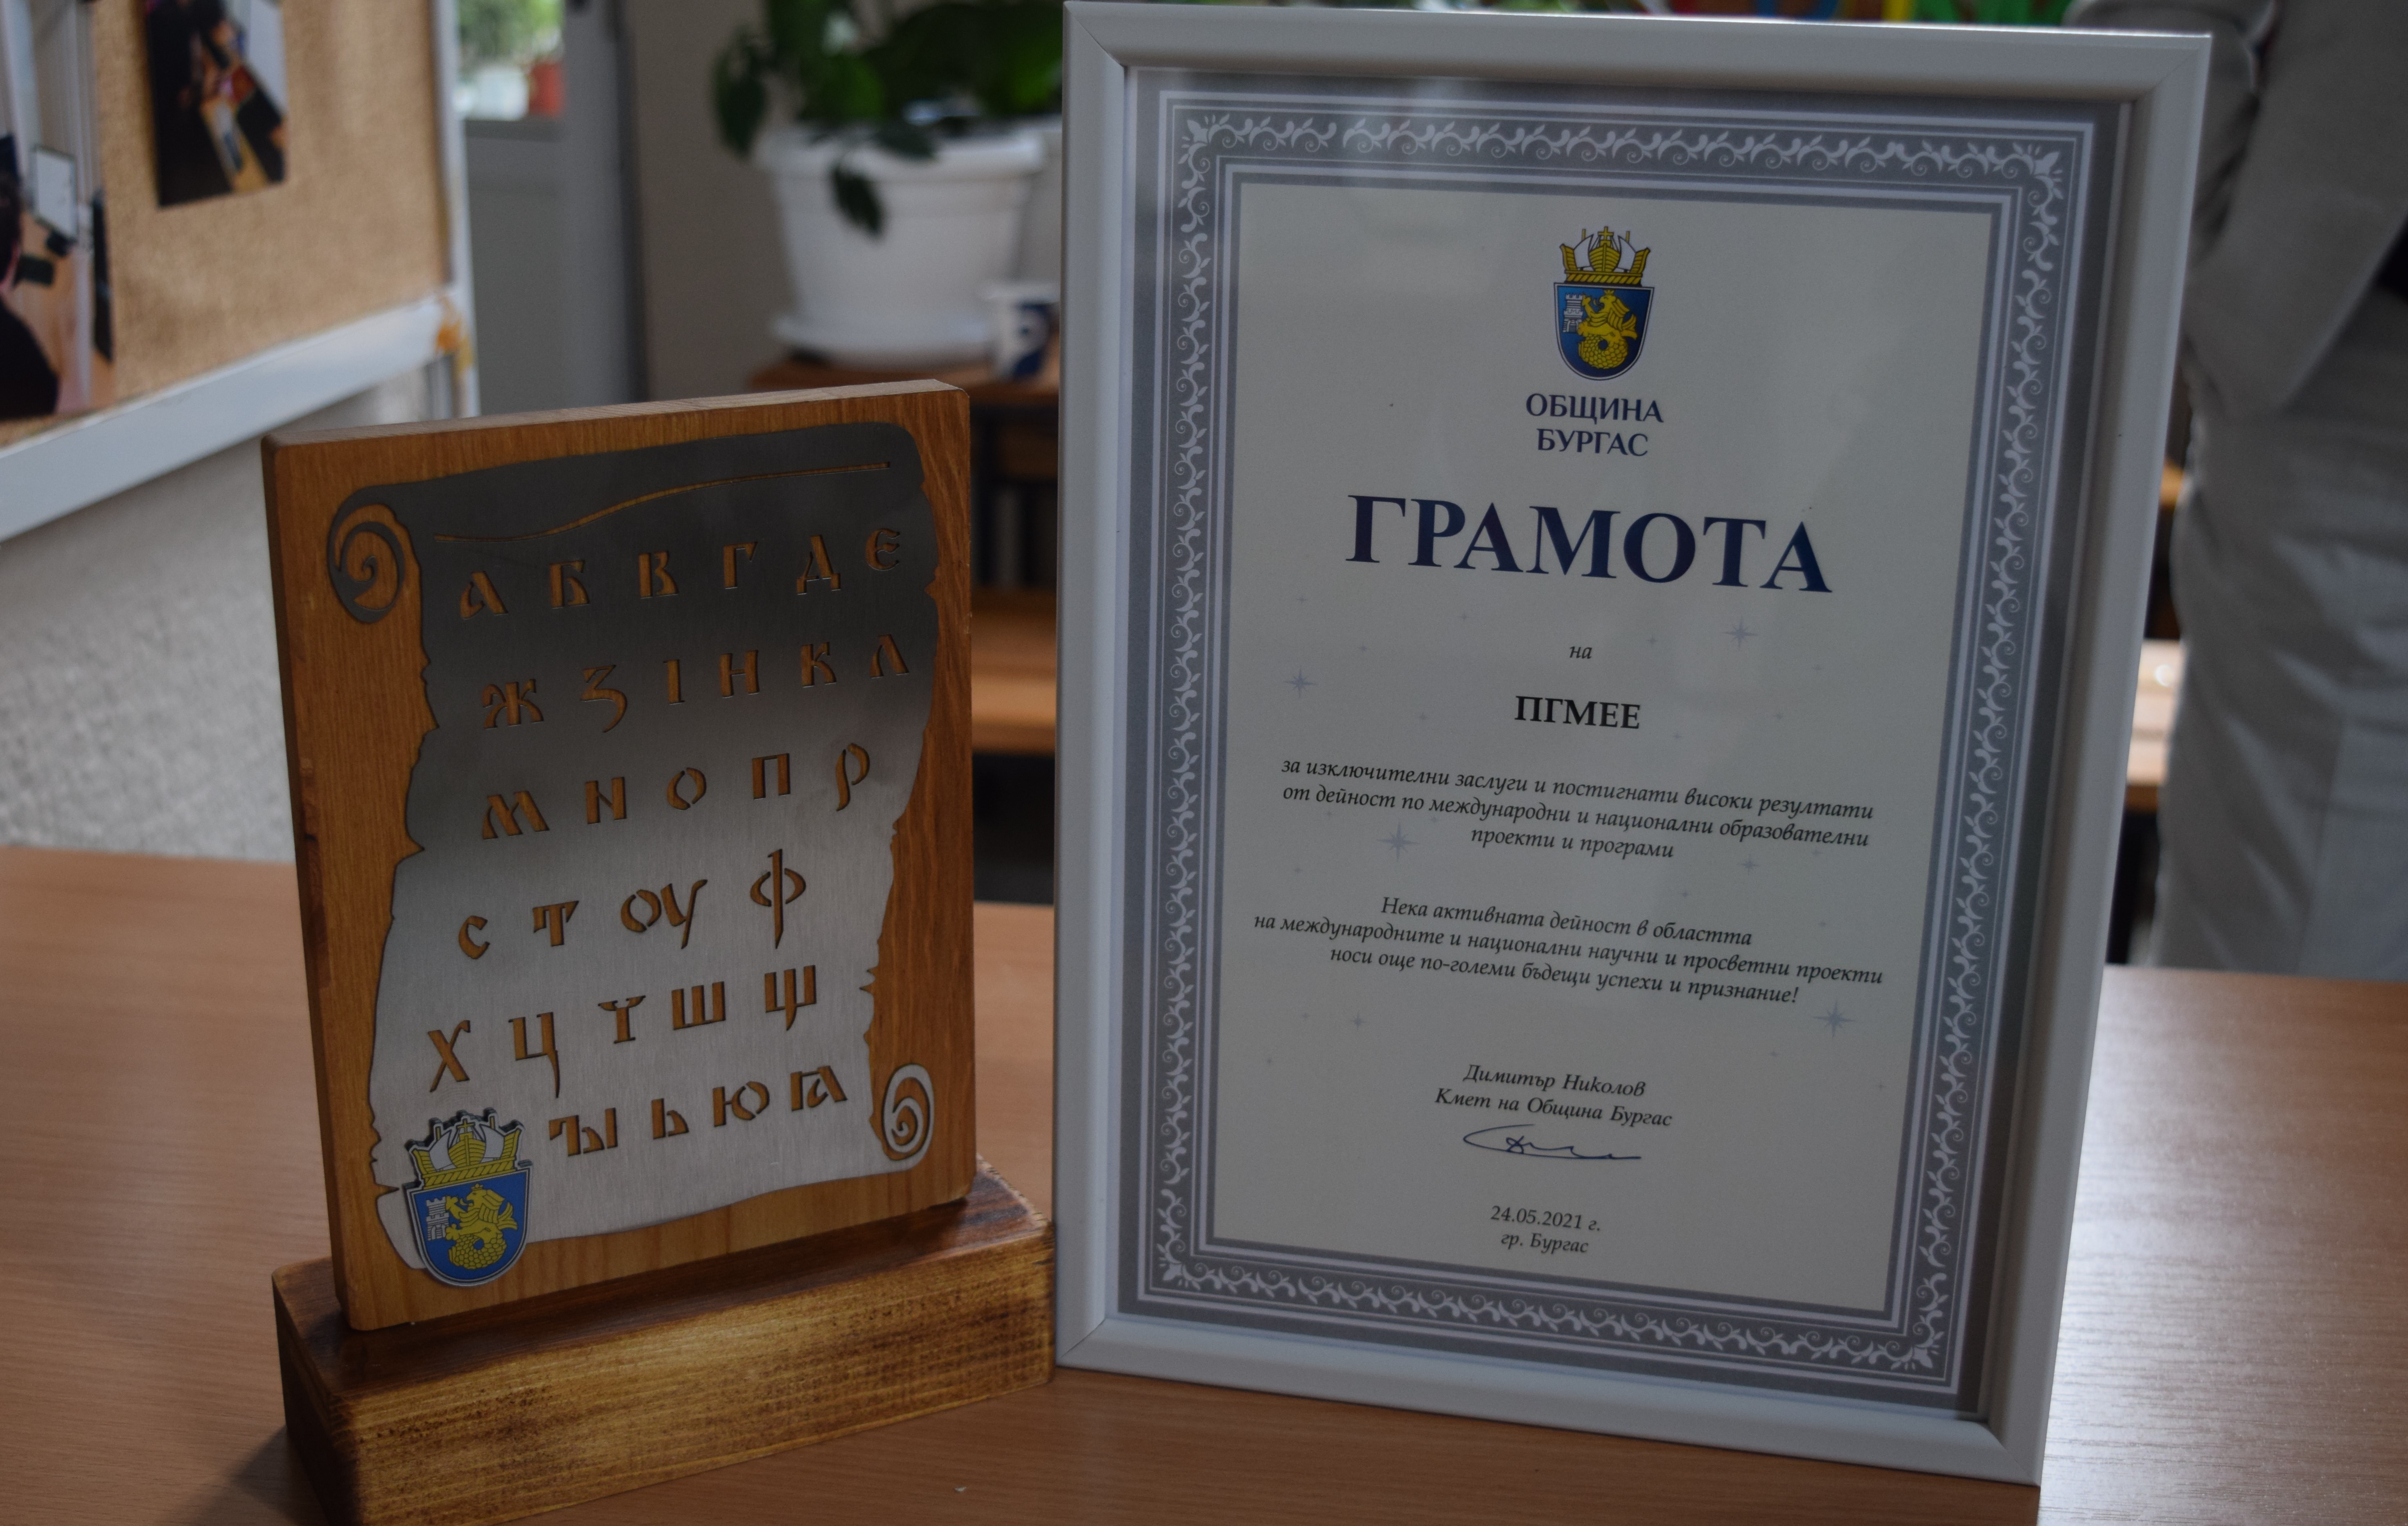 А Б В Г Д Є
Ж Ꙁ І Н К Л
М N О П Р
С Т ОУ Ф
Х Ц Ч Ш Щ
Ъı Ь Ю Ꙗ
ОБЩИНА
БУРГАС
ГРАМОТА
на
ПГМЕЕ
за изключителни заслуги и постигнати високи резултати
от дейност по международни и национални образователни
проекти и програми
Нека активната дейност в областта
на международните и национални научни и просветни проекти
носи още по-големи бъдещи успехи и признание!
Димитър Николов
Кмет на Община Бургас
24.05.2021 г.
гр. Бургас